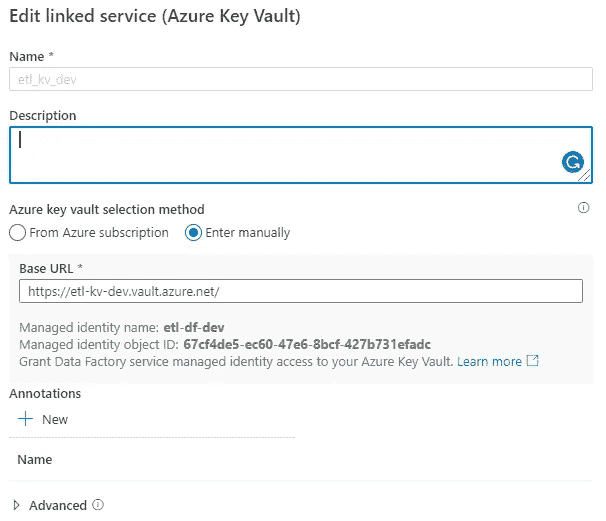 Edit linked service (Azure Key Vault)
Name *
etl_kv_dev
Description
Azure key vault selection method
From Azure subscription Enter manually
Base URL *
https://etl-kv-dev.vault.azure.net/
Managed identity name: etl-df-dev
Managed identity object ID: 67cf4de5-ec60-47e6-8bcf-427b731efadc
Grant Data Factory service managed identity access to your Azure Key Vault. Learn more
Annotations
New
Name
Advanced